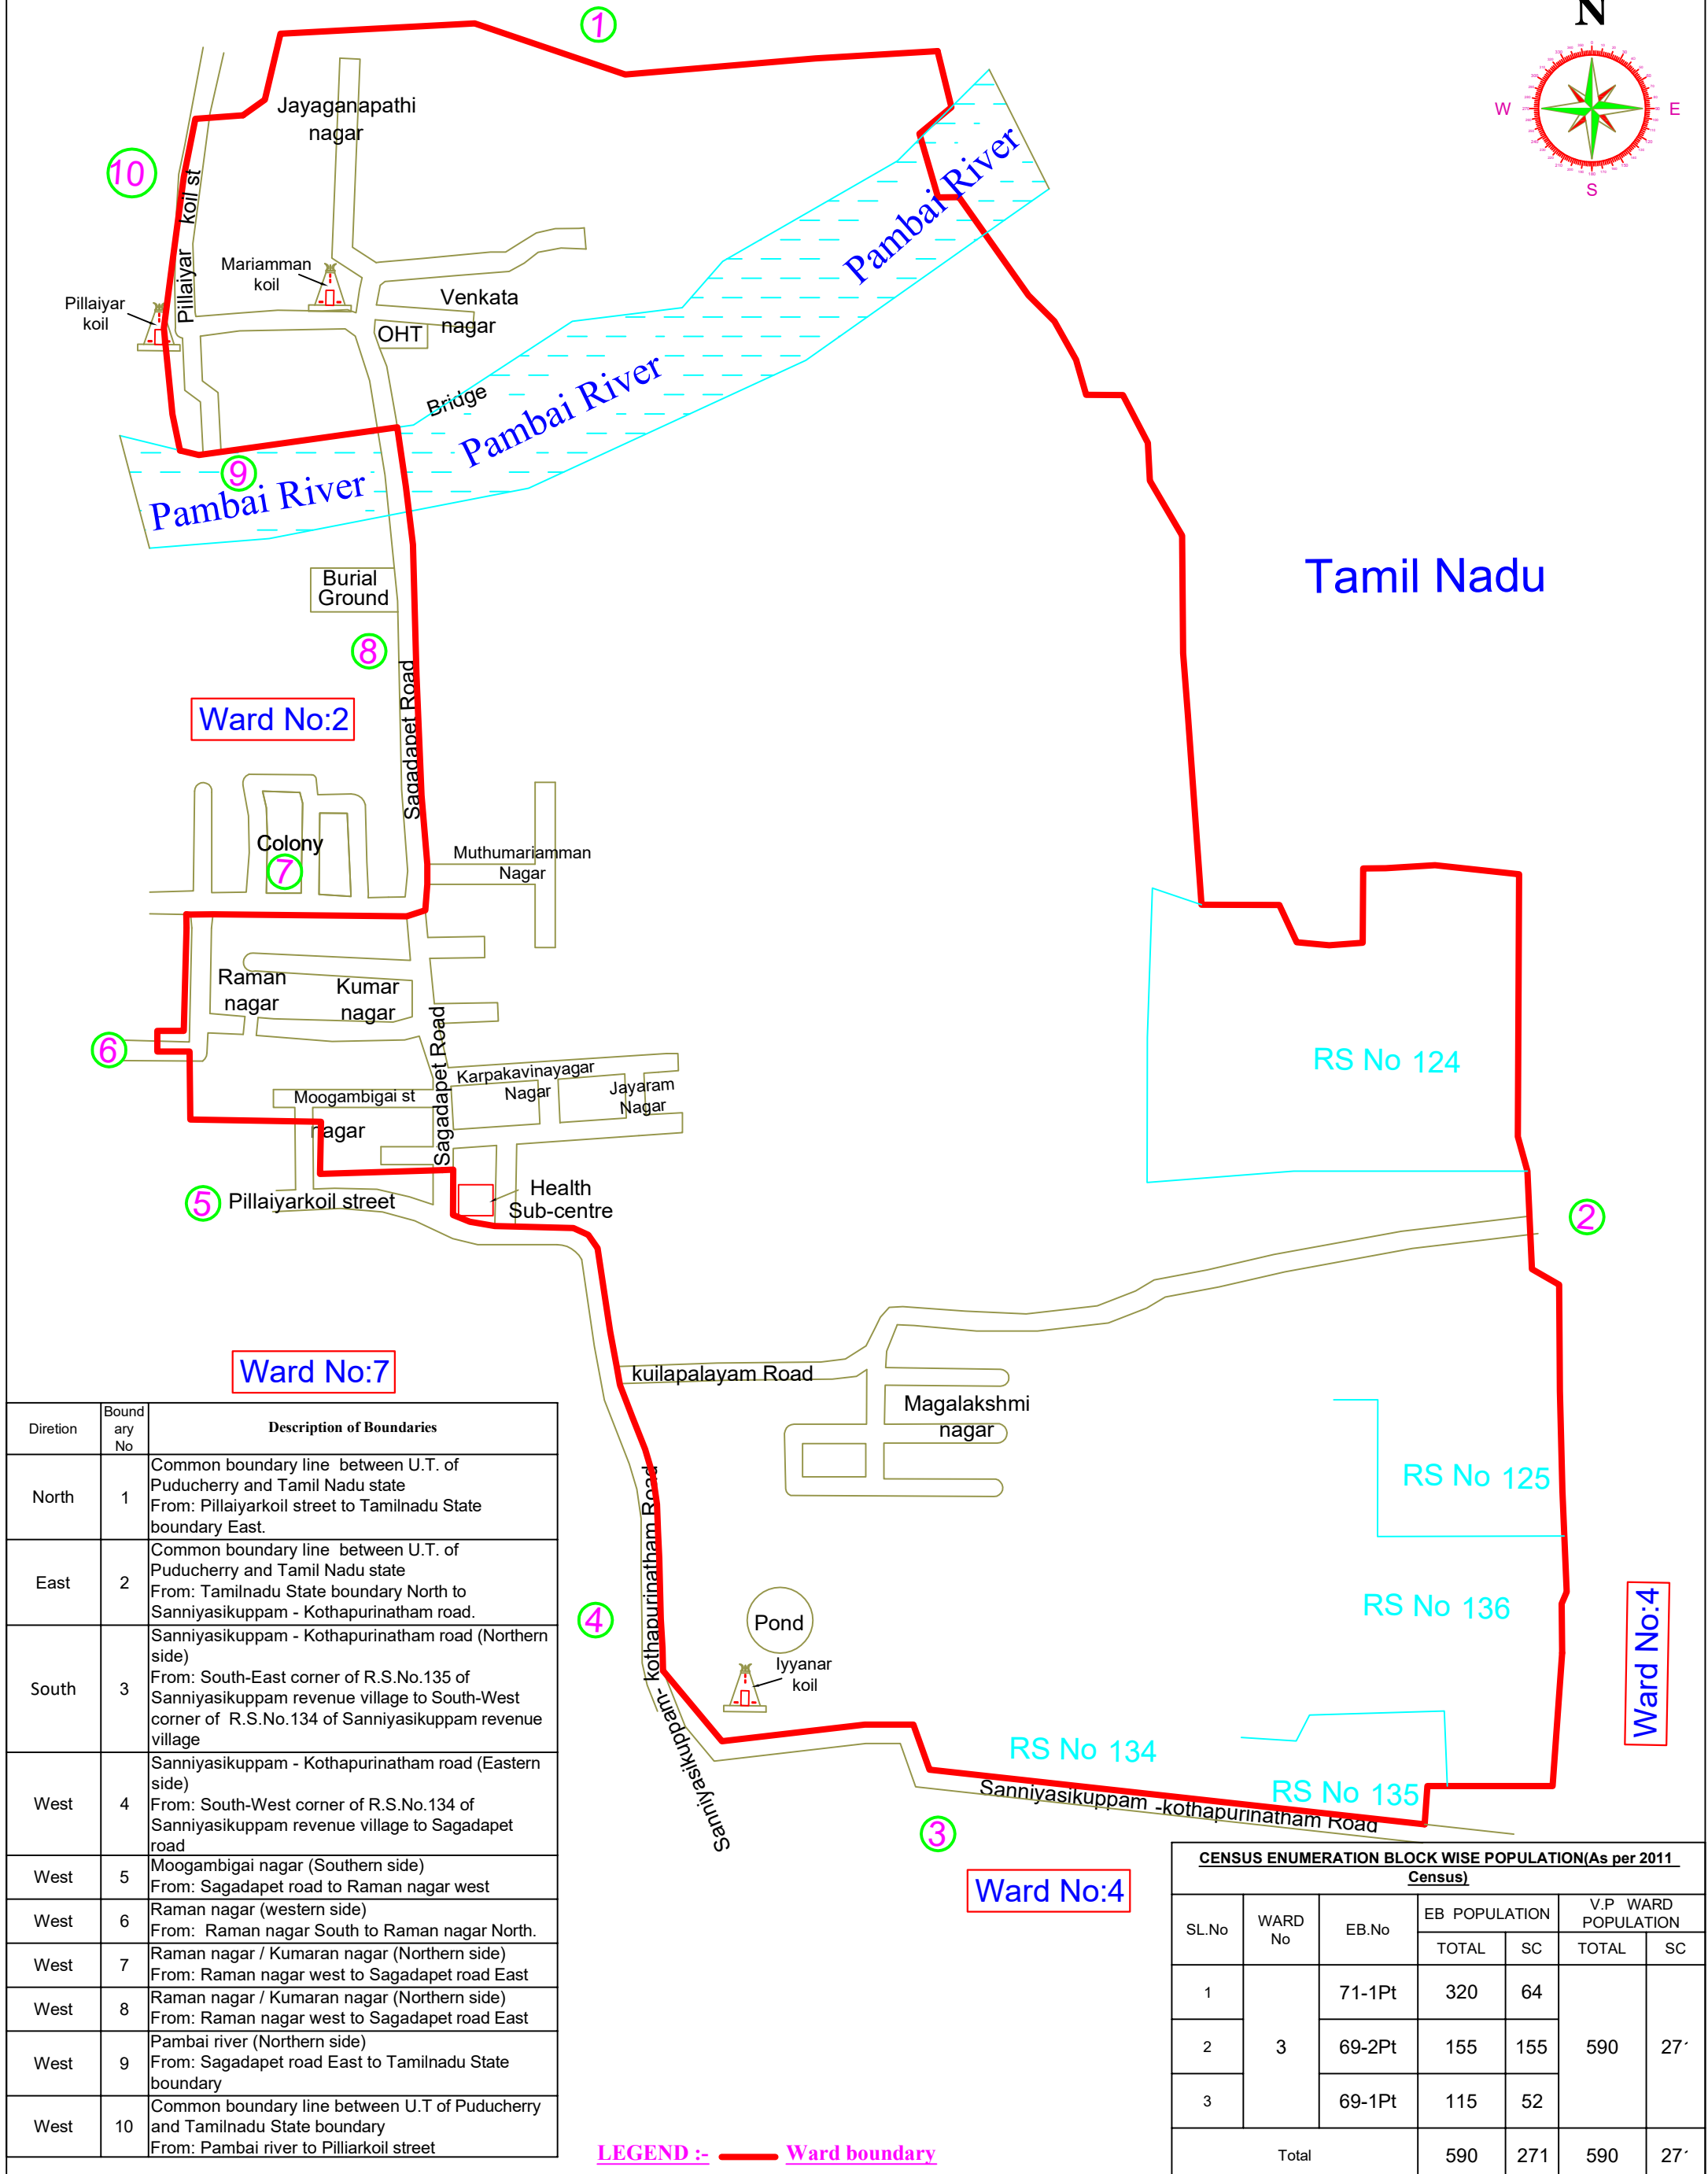 N
W
E
S
1
10
Jayaganapathi
nagar
Pillaiyar koil st
Mariamman
koil
Pillaiyar
koil
Venkata
nagar
OHT
Bridge
Pambai River
Pambai River
Pambai River
9
Burial
Ground
8
Tamil Nadu
Sagadapet Road
Ward No:2
Colony
7
Muthumariamman
Nagar
Raman
nagar
Kumar
nagar
6
Sagadapet Road
Karpakavinayagar
Nagar
Jayaram
Nagar
Moogambigai st
nagar
RS No 124
5
Pillaiyarkoil street
Health
Sub-centre
2
Ward No:7
kuilapalayam Road
Magalakshmi
nagar
RS No 125
RS No 136
Ward No:4
4
Sanniyasikuppam- kothapurinatham Road
Pond
Iyyanar
koil
RS No 134
RS No 135
Sanniyasikuppam -kothapurinatham Road
3
Ward No:4
Diretion
Bound
ary
No
Description of Boundaries
North
1
Common boundary line between U.T. of
Puducherry and Tamil Nadu state
From: Pillaiyarkoil street to Tamilnadu State
boundary East.
East
2
Common boundary line between U.T. of
Puducherry and Tamil Nadu state
From: Tamilnadu State boundary North to
Sanniyasikuppam - Kothapurinatham road.
South
3
Sanniyasikuppam - Kothapurinatham road (Northern
side)
From: South-East corner of R.S.No.135 of
Sanniyasikuppam revenue village to South-West
corner of R.S.No.134 of Sanniyasikuppam revenue
village
West
4
Sanniyasikuppam - Kothapurinatham road (Eastern
side)
From: South-West corner of R.S.No.134 of
Sanniyasikuppam revenue village to Sagadapet
road
West
5
Moogambigai nagar (Southern side)
From: Sagadapet road to Raman nagar west
West
6
Raman nagar (western side)
From: Raman nagar South to Raman nagar North.
West
7
Raman nagar / Kumaran nagar (Northern side)
From: Raman nagar west to Sagadapet road East
West
8
Raman nagar / Kumaran nagar (Northern side)
From: Raman nagar west to Sagadapet road East
West
9
Pambai river (Northern side)
From: Sagadapet road East to Tamilnadu State
boundary
West
10
Common boundary line between U.T of Puducherry
and Tamilnadu State boundary
From: Pambai river to Pilliarkoil street
LEGEND :- Ward boundary
CENSUS ENUMERATION BLOCK WISE POPULATION(As per 2011
Census)
SL.No
WARD
No
EB.No
EB POPULATION
V.P WARD
POPULATION
TOTAL SC TOTAL SC
1 71-1Pt 320 64
2 3 69-2Pt 155 155 590
3 69-1Pt 115 52
Total 590 271 590